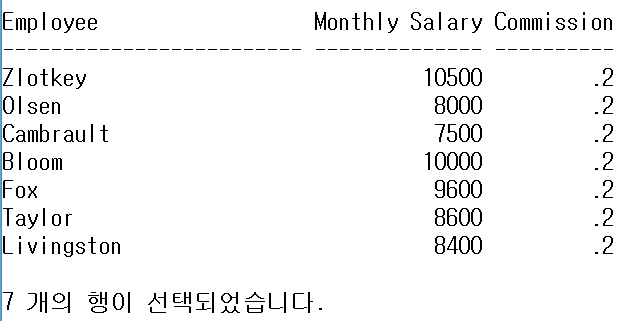 Employee                  Monthly Salary Commission
------------------------- -------------- ----------
Zlotkey                            10500         .2
Olsen                               8000         .2
Cambrault                           7500         .2
Bloom                              10000         .2
Fox                                 9600         .2
Taylor                              8600         .2
Livingston                          8400         .2
7 개의 행이 선택되었습니다.